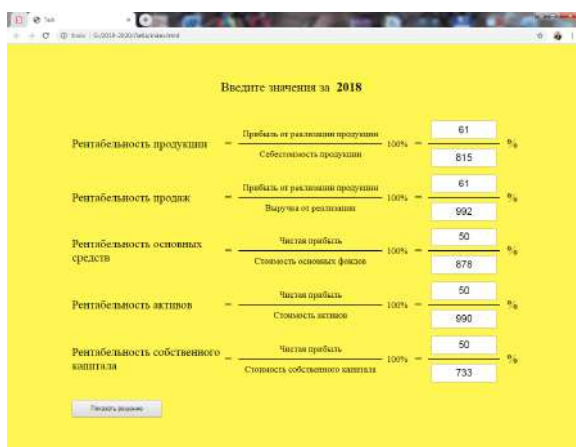 Введите значения за 2018
Рентабельность продукции = Прибыль от реализации продукции 100% = 61 %
Себестоимость продукции 815
Рентабельность продаж = Прибыль от реализации продукции 100% = 61 %
Выручка от реализации 992
Рентабельность основных средств = Чистая прибыль 100% = 50 %
Стоимость основных фондов 878
Рентабельность активов = Чистая прибыль 100% = 50 %
Стоимость активов 990
Рентабельность собственного капитала = Чистая прибыль 100% = 50 %
Стоимость собственного капитала 733
Показать решение